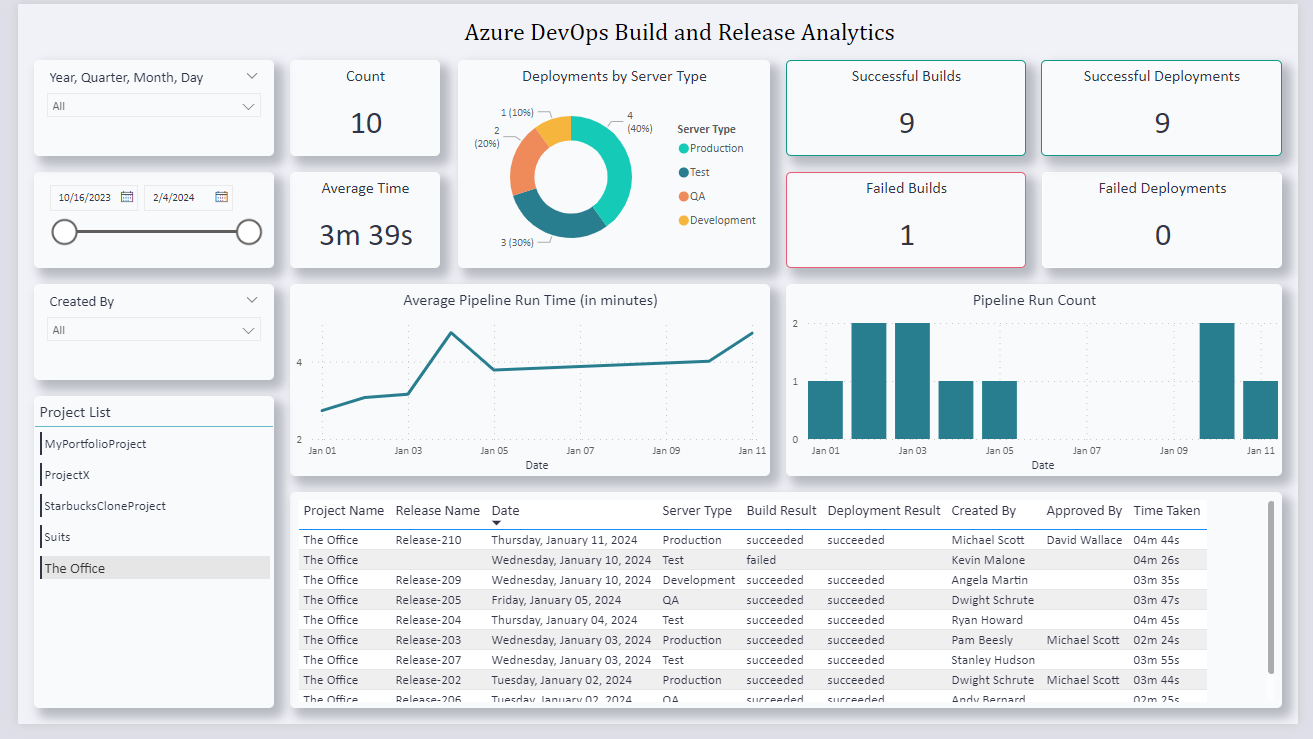 Azure DevOps Build and Release Analytics
Year, Quarter, Month, Day
All
Count
10
Deployments by Server Type
1 (10%)
2
(20%)
4
(40%)
3 (30%)
Server Type
Production
Test
QA
Development
Successful Builds
9
Successful Deployments
9
10/16/2023 2/4/2024
Average Time
3m 39s
Failed Builds
1
Failed Deployments
0
Created By
All
Average Pipeline Run Time (in minutes)
4
2
Jan 01 Jan 03 Jan 05 Jan 07 Jan 09 Jan 11
Date
Pipeline Run Count
2
1
0
Jan 01 Jan 03 Jan 05 Jan 07 Jan 09 Jan 11
Date
Project List
MyPortfolioProject
ProjectX
StarbucksCloneProject
Suits
The Office
Project Name Release Name Date Server Type Build Result Deployment Result Created By Approved By Time Taken
The Office Release-210 Thursday, January 11, 2024 Production succeeded succeeded Michael Scott David Wallace 04m 44s
The Office Wednesday, January 10, 2024 Test failed Kevin Malone 04m 26s
The Office Release-209 Wednesday, January 10, 2024 Development succeeded succeeded Angela Martin 03m 35s
The Office Release-205 Friday, January 05, 2024 QA succeeded succeeded Dwight Schrute 03m 47s
The Office Release-204 Thursday, January 04, 2024 Test succeeded succeeded Ryan Howard 04m 45s
The Office Release-203 Wednesday, January 03, 2024 Production succeeded succeeded Pam Beesly Michael Scott 02m 24s
The Office Release-207 Wednesday, January 03, 2024 Test succeeded succeeded Stanley Hudson 03m 55s
The Office Release-202 Tuesday, January 02, 2024 Production succeeded succeeded Dwight Schrute Michael Scott 03m 44s
The Office Release-206 Tuesday, January 02, 2024 QA succeeded succeeded Andy Bernard 02m 25s